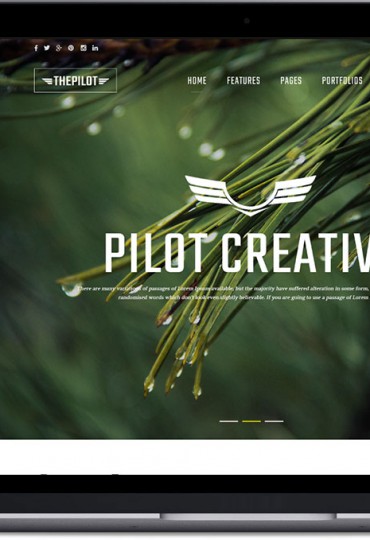 THEPILOT
HOME FEATURES PAGES PORTFOLIOS
PILOT CREATIV
There are many variations of passages of Lorem Ipsum available, but the majority have suffered alteration in some form,
randomised words which don't look even slightly believable. If you are going to use a passage of Lorem